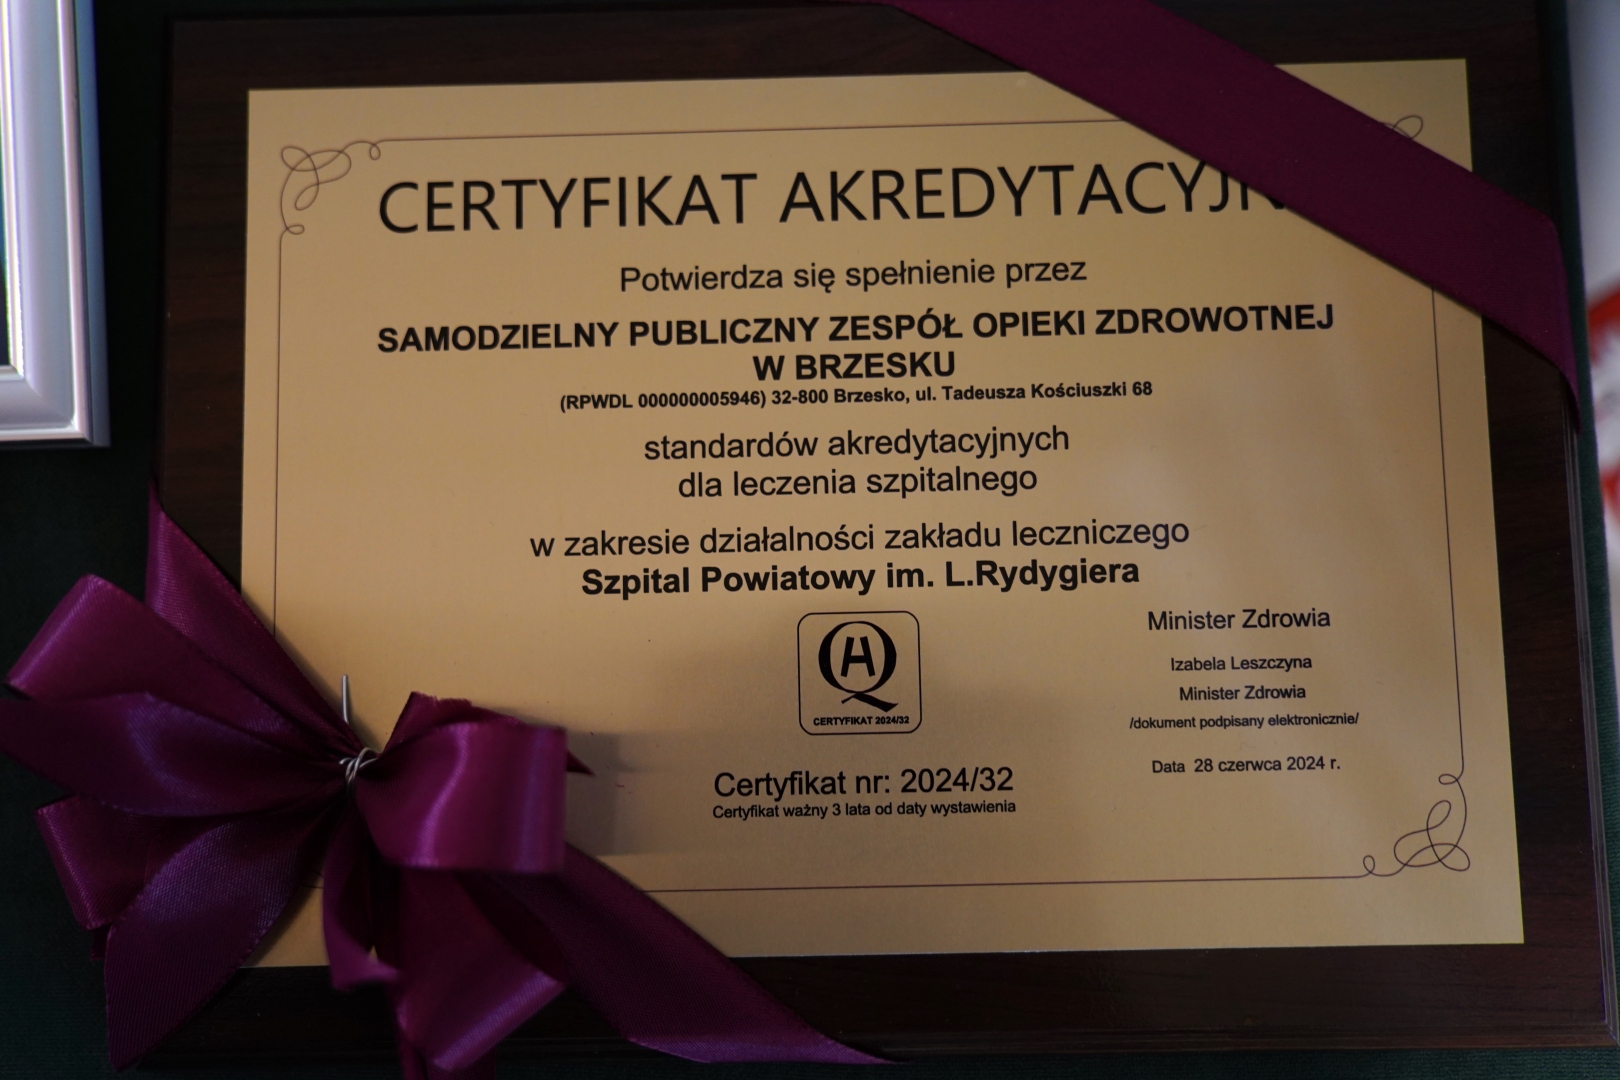 CERTYFIKAT AKREDYTACYJN
Potwierdza się spełnienie przez
SAMODZIELNY PUBLICZNY ZESPÓŁ OPIEKI ZDROWOTNEJ
W BRZESKU
(RPWDL 000000005946) 32-800 Brzesko, ul. Tadeusza Kościuszki 68
standardów akredytacyjnych
dla leczenia szpitalnego
w zakresie działalności zakładu leczniczego
Szpital Powiatowy im. L.Rydygiera
Minister Zdrowia
Izabela Leszczyna
Minister Zdrowia
/dokument podpisany elektronicznie/
Data 28 czerwca 2024 r.
CERTYFIKAT 2024/32
Certyfikat nr: 2024/32
Certyfikat ważny 3 lata od daty wystawienia